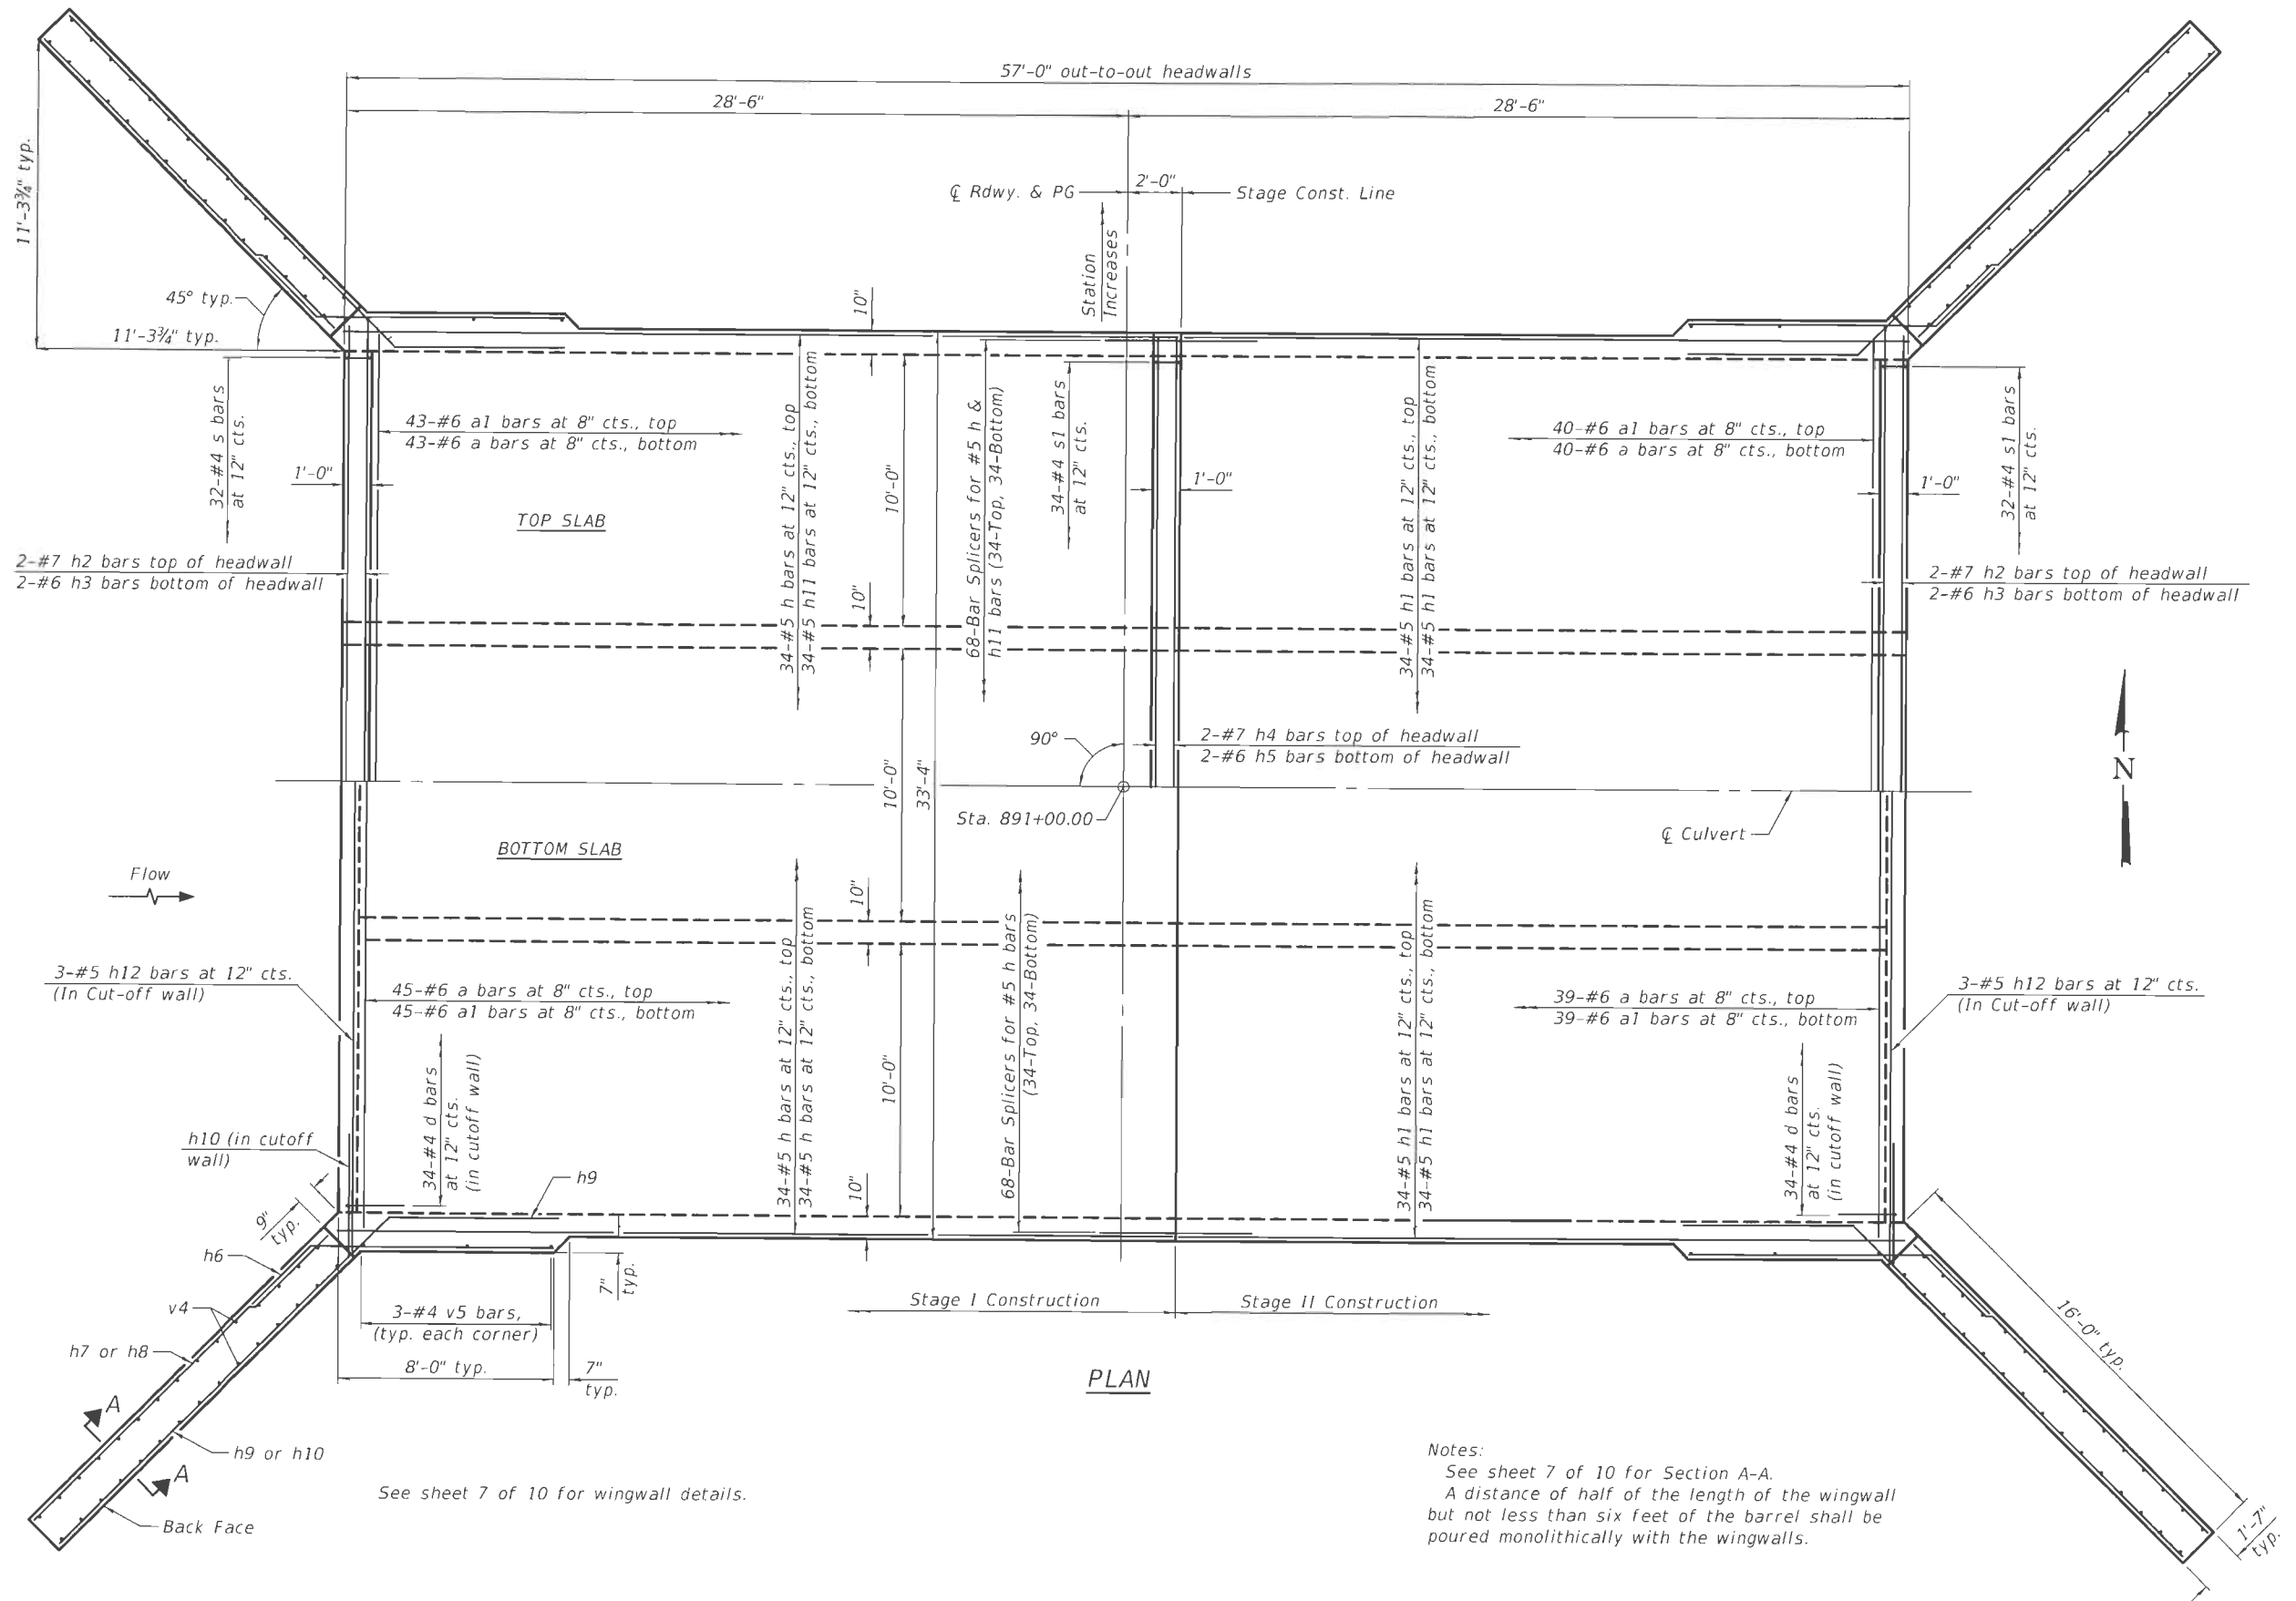 57'-0" out-to-out headwalls
28'-6"
28'-6"
2'-0"
℄ Rdwy. & PG
Stage Const. Line
Station
Increases
11'-3¾" typ.
45° typ.
11'-3¾" typ.
10"
32-#4 s bars
at 12" cts.
43-#6 a1 bars at 8" cts., top
43-#6 a bars at 8" cts., bottom
1'-0"
TOP SLAB
34-#5 h bars at 12" cts., top
34-#5 h11 bars at 12" cts., bottom
10'-0"
68-Bar Splicers for #5 h &
h11 bars (34-Top, 34-Bottom)
34-#4 s1 bars
at 12" cts.
1'-0"
34-#5 h1 bars at 12" cts., top
34-#5 h1 bars at 12" cts., bottom
40-#6 a1 bars at 8" cts., top
40-#6 a bars at 8" cts., bottom
1'-0"
32-#4 s1 bars
at 12" cts.
2-#7 h2 bars top of headwall
2-#6 h3 bars bottom of headwall
10"
2-#7 h2 bars top of headwall
2-#6 h3 bars bottom of headwall
90°
2-#7 h4 bars top of headwall
2-#6 h5 bars bottom of headwall
N
10'-0"
33'-4"
Sta. 891+00.00
℄ Culvert
BOTTOM SLAB
Flow
10"
3-#5 h12 bars at 12" cts.
(In Cut-off wall)
45-#6 a bars at 8" cts., top
45-#6 a1 bars at 8" cts., bottom
34-#5 h bars at 12" cts., top
34-#5 h bars at 12" cts., bottom
10'-0"
68-Bar Splicers for #5 h bars
(34-Top, 34-Bottom)
34-#5 h1 bars at 12" cts., top
34-#5 h1 bars at 12" cts., bottom
39-#6 a bars at 8" cts., top
39-#6 a1 bars at 8" cts., bottom
3-#5 h12 bars at 12" cts.
(In Cut-off wall)
34-#4 d bars
at 12" cts.
(in cutoff wall)
34-#4 d bars
at 12" cts.
(in cutoff wall)
h10 (in cutoff
wall)
h9
10"
9"
typ.
h6
v4
h7 or h8
7"
typ.
3-#4 v5 bars,
(typ. each corner)
8'-0" typ.
7"
typ.
Stage I Construction
Stage II Construction
16'-0" typ.
PLAN
A
h9 or h10
A
Back Face
See sheet 7 of 10 for wingwall details.
Notes:
See sheet 7 of 10 for Section A-A.
A distance of half of the length of the wingwall
but not less than six feet of the barrel shall be
poured monolithically with the wingwalls.
1'-7"
typ.